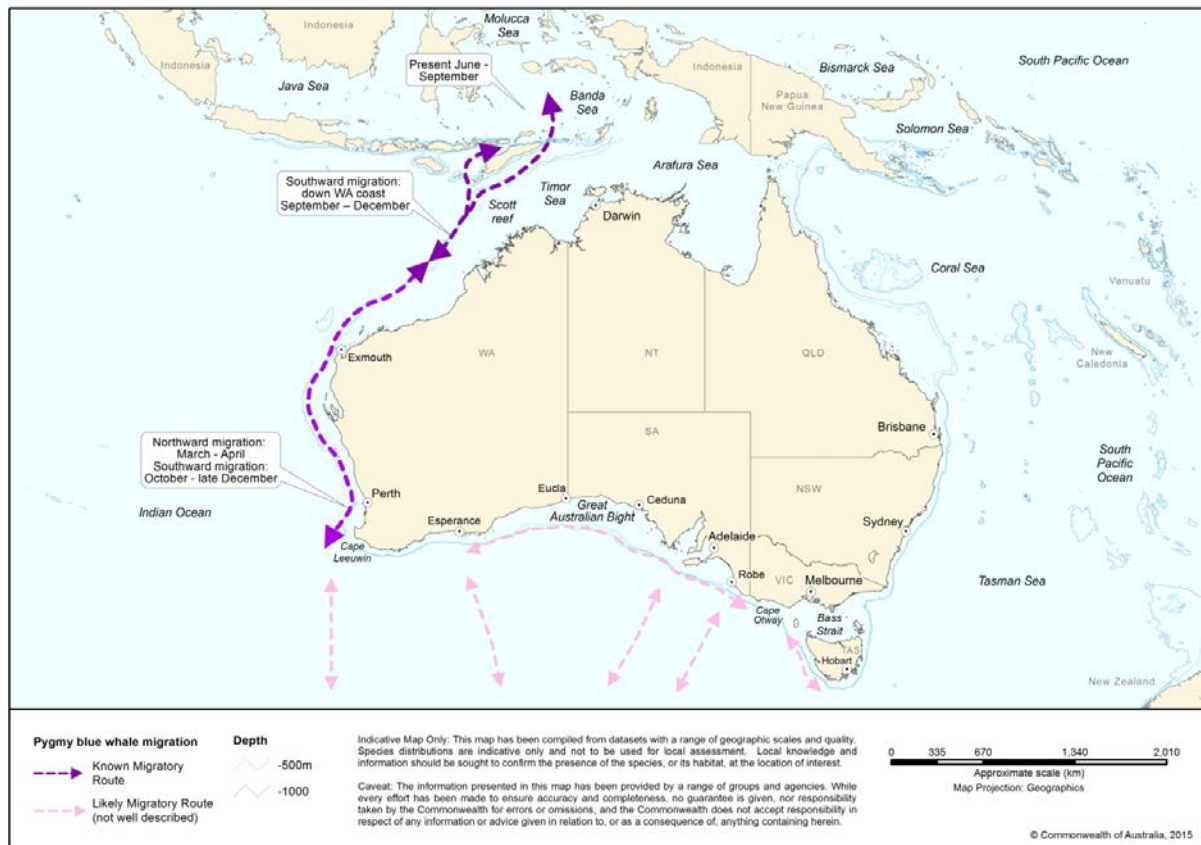 Indonesia
Molucca
Sea
Indonesia
Present June -
September
Indonesia
Bismarck Sea
South Pacific Ocean
Java Sea
Banda
Sea
Papua
New Guinea
Solomon Sea
Arafura Sea
Southward migration:
down WA coast
September – December
Timor
Sea
Scott
reef
Darwin
Coral Sea
Vanuatu
Exmouth
WA
NT
QLD
New
Caledonia
Brisbane
SA
Northward migration:
March - April
Southward migration:
October - late December
South
Pacific
Ocean
Indian Ocean
Perth
Eucla
Ceduna
NSW
Great
Australian Bight
Esperance
Sydney
Cape
Leeuwin
Adelaide
Robe
VIC
Melbourne
Tasman Sea
Cape
Otway
Bass
Strait
TAS
Hobart
New Zealand
Pygmy blue whale migration
Known Migratory
Route
Likely Migratory Route
(not well described)
Depth
-500m
-1000
Indicative Map Only: This map has been compiled from datasets with a range of geographic scales and quality.
Species distributions are indicative only and not to be used for local assessment. Local knowledge and
information should be sought to confirm the presence of the species, or its habitat, at the location of interest.
Caveat: The information presented in this map has been provided by a range of groups and agencies. While
every effort has been made to ensure accuracy and completeness, no guarantee is given, nor responsibility
taken by the Commonwealth for errors or omissions, and the Commonwealth does not accept responsibility in
respect of any information or advice given in relation to, or as a consequence of, anything containing herein.
0 335 670 1,340 2,010
Approximate scale (km)
Map Projection: Geographics
© Commonwealth of Australia, 2015